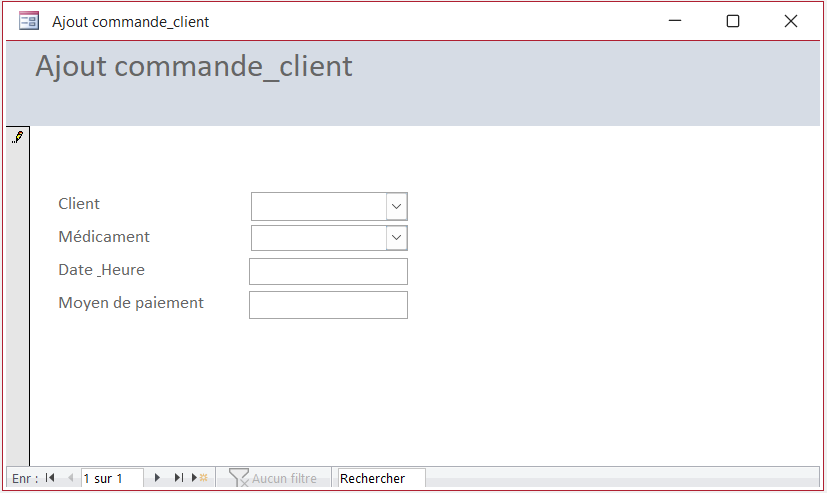 Ajout commande_client
Ajout commande_client
Client
Médicament
Date _Heure
Moyen de paiement
Enr : 1 sur 1 Aucun filtre Rechercher